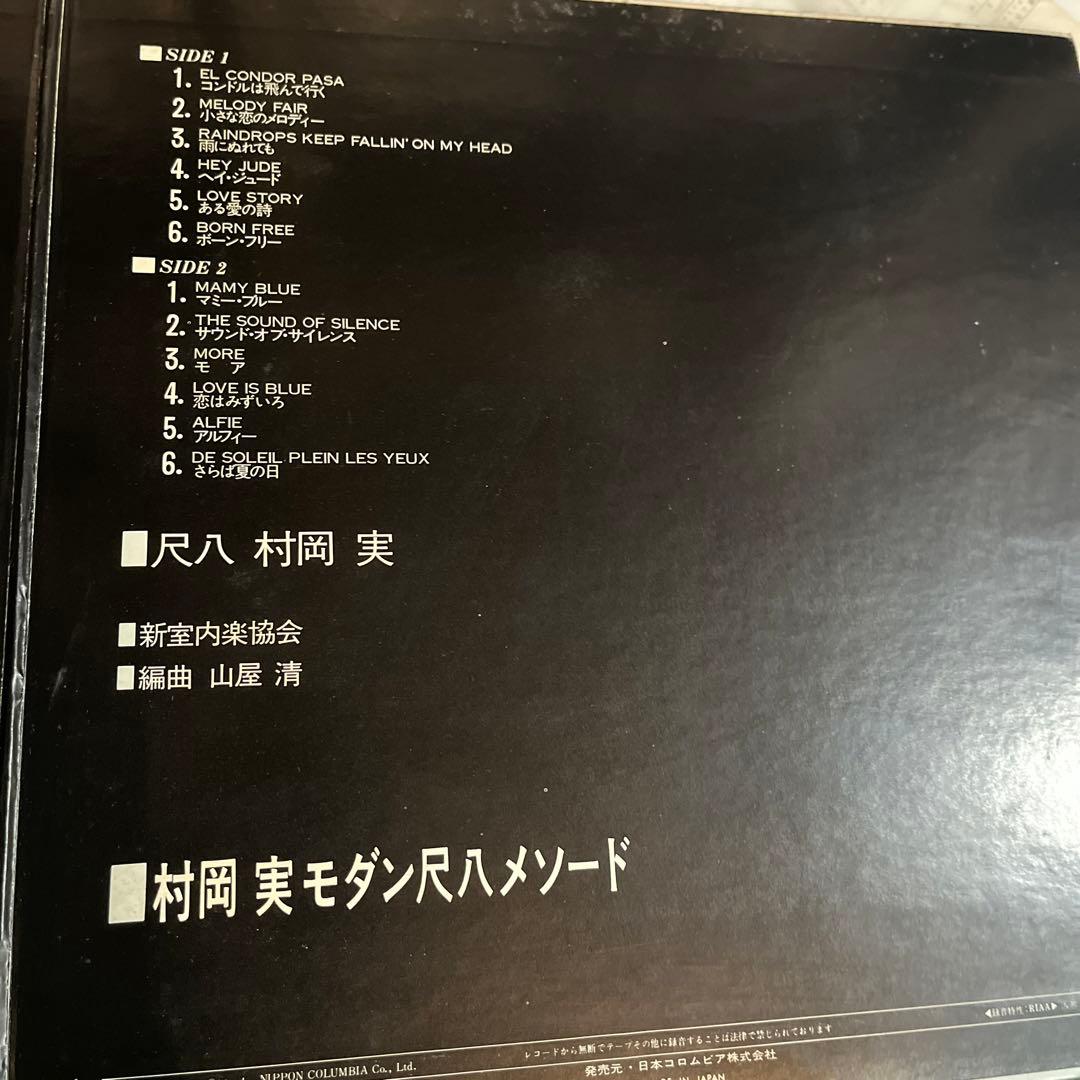 SIDE 1
1. EL CONDOR PASA
コンドルは飛んで行く
2. MELODY FAIR
小さな恋のメロディー
3. RAINDROPS KEEP FALLIN' ON MY HEAD
雨にぬれても
4. HEY JUDE
ヘイ・ジュード
5. LOVE STORY
ある愛の詩
6. BORN FREE
ボーン・フリー
SIDE 2
1. MAMY BLUE
マミー・ブルー
2. THE SOUND OF SILENCE
サウンド・オブ・サイレンス
3. MORE
モ ア
4. LOVE IS BLUE
恋はみずいろ
5. ALFIE
アルフィー
6. DE SOLEIL PLEIN LES YEUX
さらば夏の日
尺八 村岡 実
新室内楽協会
編曲 山屋 清
村岡 実モダン尺八メソード
◀録音特性:RIAA▶
レコードから無断でテープその他に録音することは法律で禁じられております
NIPPON COLUMBIA Co., Ltd.
発売元・日本コロムビア株式会社
IN JAPAN